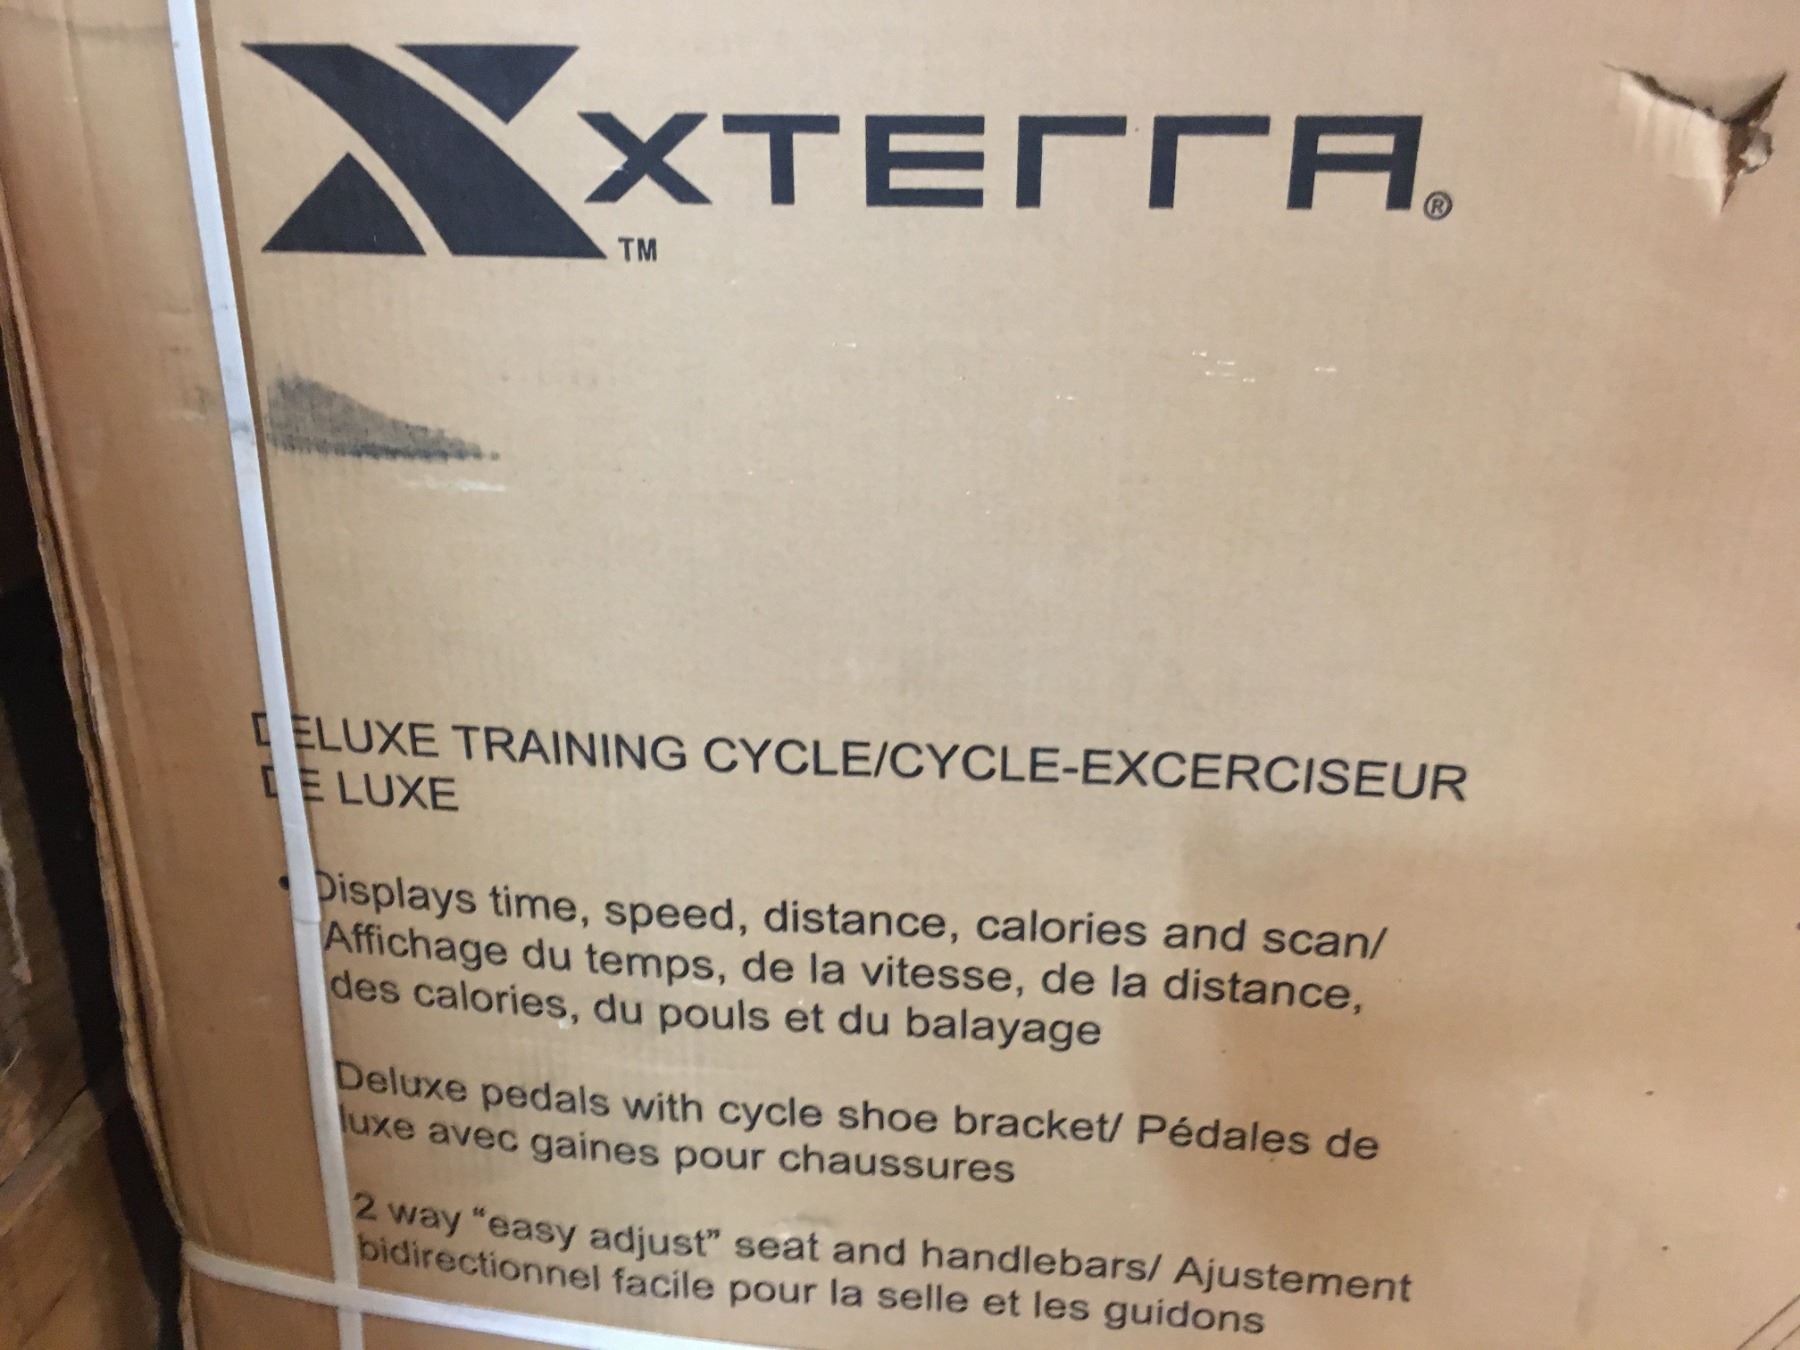 XTERRA®
TM
DELUXE TRAINING CYCLE/CYCLE-EXCERCISEUR
DE LUXE
• Displays time, speed, distance, calories and scan/
Affichage du temps, de la vitesse, de la distance,
des calories, du pouls et du balayage
Deluxe pedals with cycle shoe bracket/ Pédales de
luxe avec gaines pour chaussures
2 way “easy adjust” seat and handlebars/ Ajustement
bidirectionnel facile pour la selle et les guidons